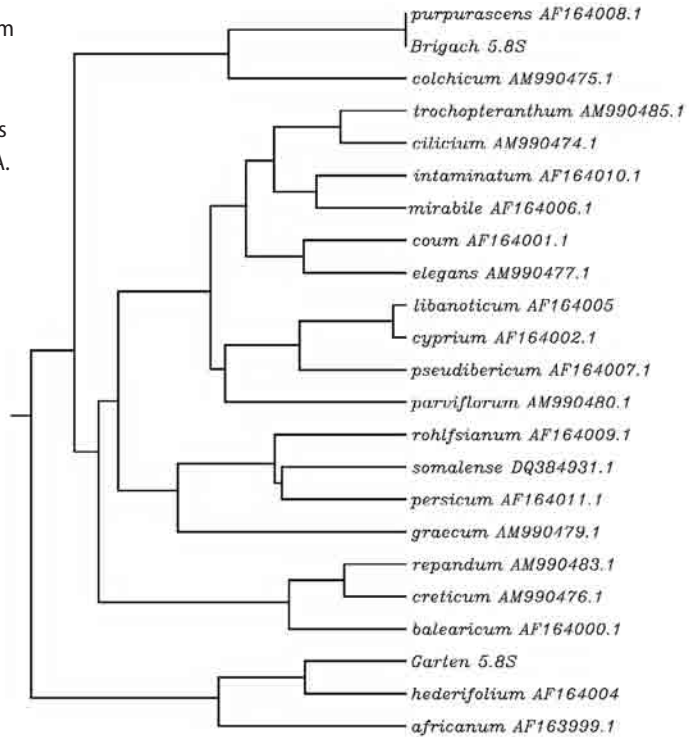 m
s
A.
purpurascens AF164008.1
Brigach 5.8S
colchicum AM990475.1
trochopteranthum AM990485.1
cilicium AM990474.1
intaminatum AF164010.1
mirabile AF164006.1
coum AF164001.1
elegans AM990477.1
libanoticum AF164005
cyprium AF164002.1
pseudibericum AF164007.1
parviflorum AM990480.1
rohlfsianum AF164009.1
somalense DQ384931.1
persicum AF164011.1
graecum AM990479.1
repandum AM990483.1
creticum AM990476.1
balearicum AF164000.1
Garten 5.8S
hederifolium AF164004
africanum AF163999.1